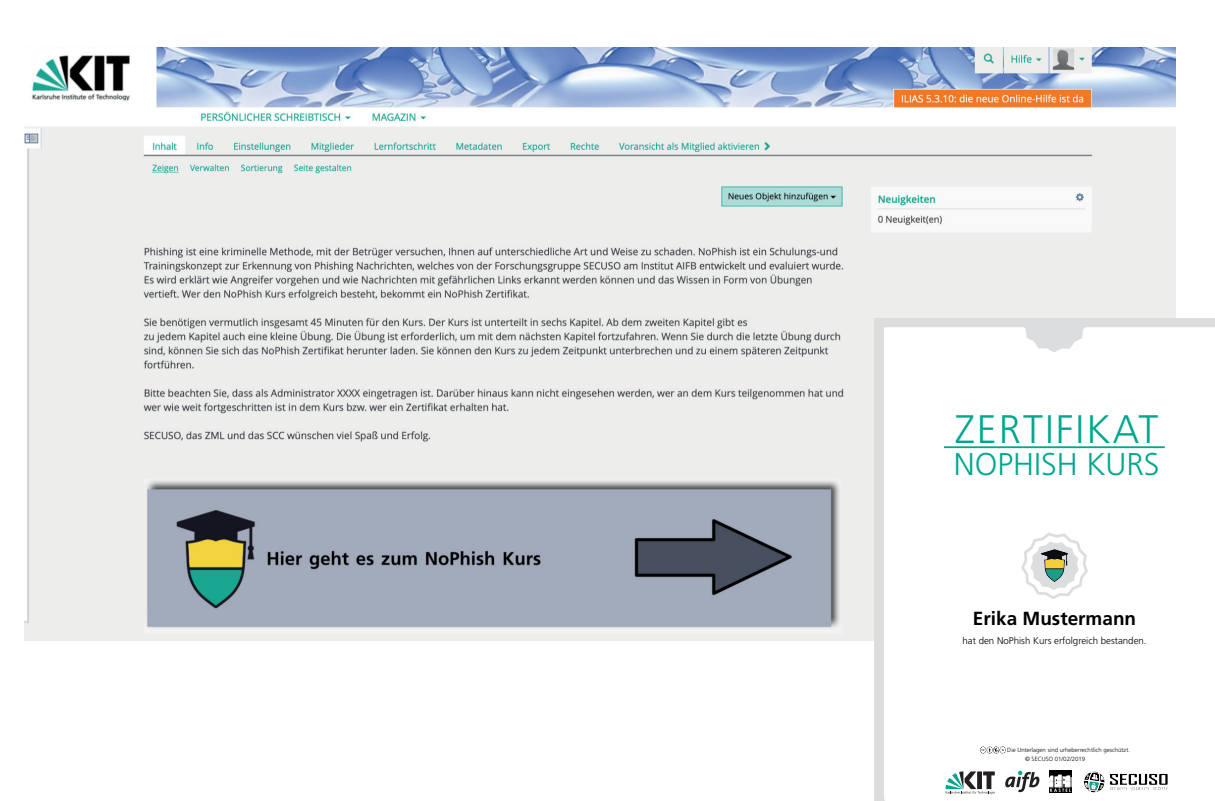 KIT
Karlsruhe Institute of Technology
Hilfe
ILIAS 5.3.10: die neue Online-Hilfe ist da
PERSÖNLICHER SCHREIBTISCH MAGAZIN
Inhalt Info Einstellungen Mitglieder Lernfortschritt Metadaten Export Rechte Voransicht als Mitglied aktivieren
Zeigen Verwalten Sortierung Seite gestalten
Neues Objekt hinzufügen
Neuigkeiten
0 Neuigkeit(en)
Phishing ist eine kriminelle Methode, mit der Betrüger versuchen, Ihnen auf unterschiedliche Art und Weise zu schaden. NoPhish ist ein Schulungs-und
Trainingskonzept zur Erkennung von Phishing Nachrichten, welches von der Forschungsgruppe SECUSO am Institut AIFB entwickelt und evaluiert wurde.
Es wird erklärt wie Angreifer vorgehen und wie Nachrichten mit gefährlichen Links erkannt werden können und das Wissen in Form von Übungen
vertieft. Wer den NoPhish Kurs erfolgreich besteht, bekommt ein NoPhish Zertifikat.
Sie benötigen vermutlich insgesamt 45 Minuten für den Kurs. Der Kurs ist unterteilt in sechs Kapitel. Ab dem zweiten Kapitel gibt es
zu jedem Kapitel auch eine kleine Übung. Die Übung ist erforderlich, um mit dem nächsten Kapitel fortzufahren. Wenn Sie durch die letzte Übung durch
sind, können Sie sich das NoPhish Zertifikat herunter laden. Sie können den Kurs zu jedem Zeitpunkt unterbrechen und zu einem späteren Zeitpunkt
fortführen.
Bitte beachten Sie, dass als Administrator XXXX eingetragen ist. Darüber hinaus kann nicht eingesehen werden, wer an dem Kurs teilgenommen hat und
wer wie weit fortgeschritten ist in dem Kurs bzw. wer ein Zertifikat erhalten hat.
SECUSO, das ZML und das SCC wünschen viel Spaß und Erfolg.
Hier geht es zum NoPhish Kurs
ZERTIFIKAT
NOPHISH KURS
Erika Mustermann
hat den NoPhish Kurs erfolgreich bestanden.
Die Unterlagen sind urheberrechtlich geschützt.
© SECUSO 01/02/2019
KIT aifb KASTEL SECUSO